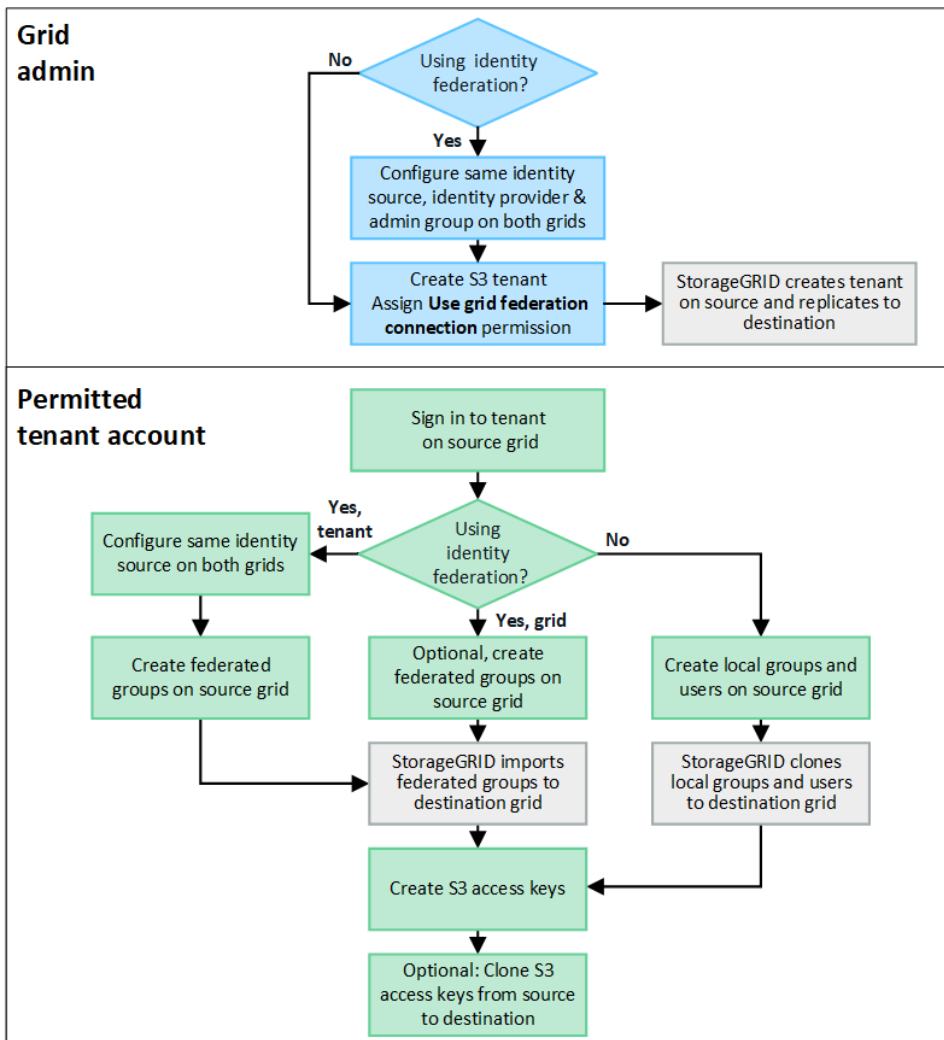 Grid
admin
Using identity
federation?
No
Yes
Configure same identity
source, identity provider &
admin group on both grids
Create S3 tenant
Assign Use grid federation
connection permission
StorageGRID creates tenant
on source and replicates to
destination
Permitted
tenant account
Sign in to tenant
on source grid
Yes,
tenant
Using
identity
federation?
No
Configure same identity
source on both grids
Yes, grid
Create federated
groups on source grid
Optional, create
federated groups on
source grid
Create local groups and
users on source grid
StorageGRID imports
federated groups to
destination grid
StorageGRID clones
local groups and users
to destination grid
Create S3 access keys
Optional: Clone S3
access keys from source
to destination